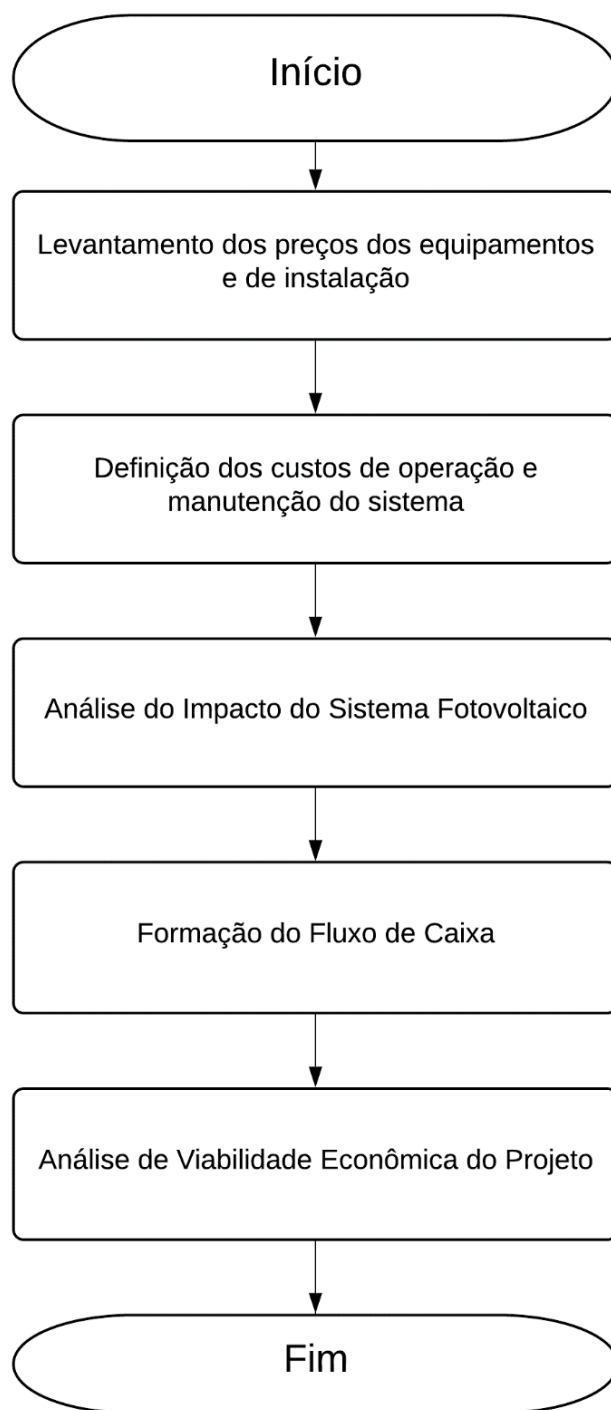 Início
Levantamento dos preços dos equipamentos
e de instalação
Definição dos custos de operação e
manutenção do sistema
Análise do Impacto do Sistema Fotovoltaico
Formação do Fluxo de Caixa
Análise de Viabilidade Econômica do Projeto
Fim